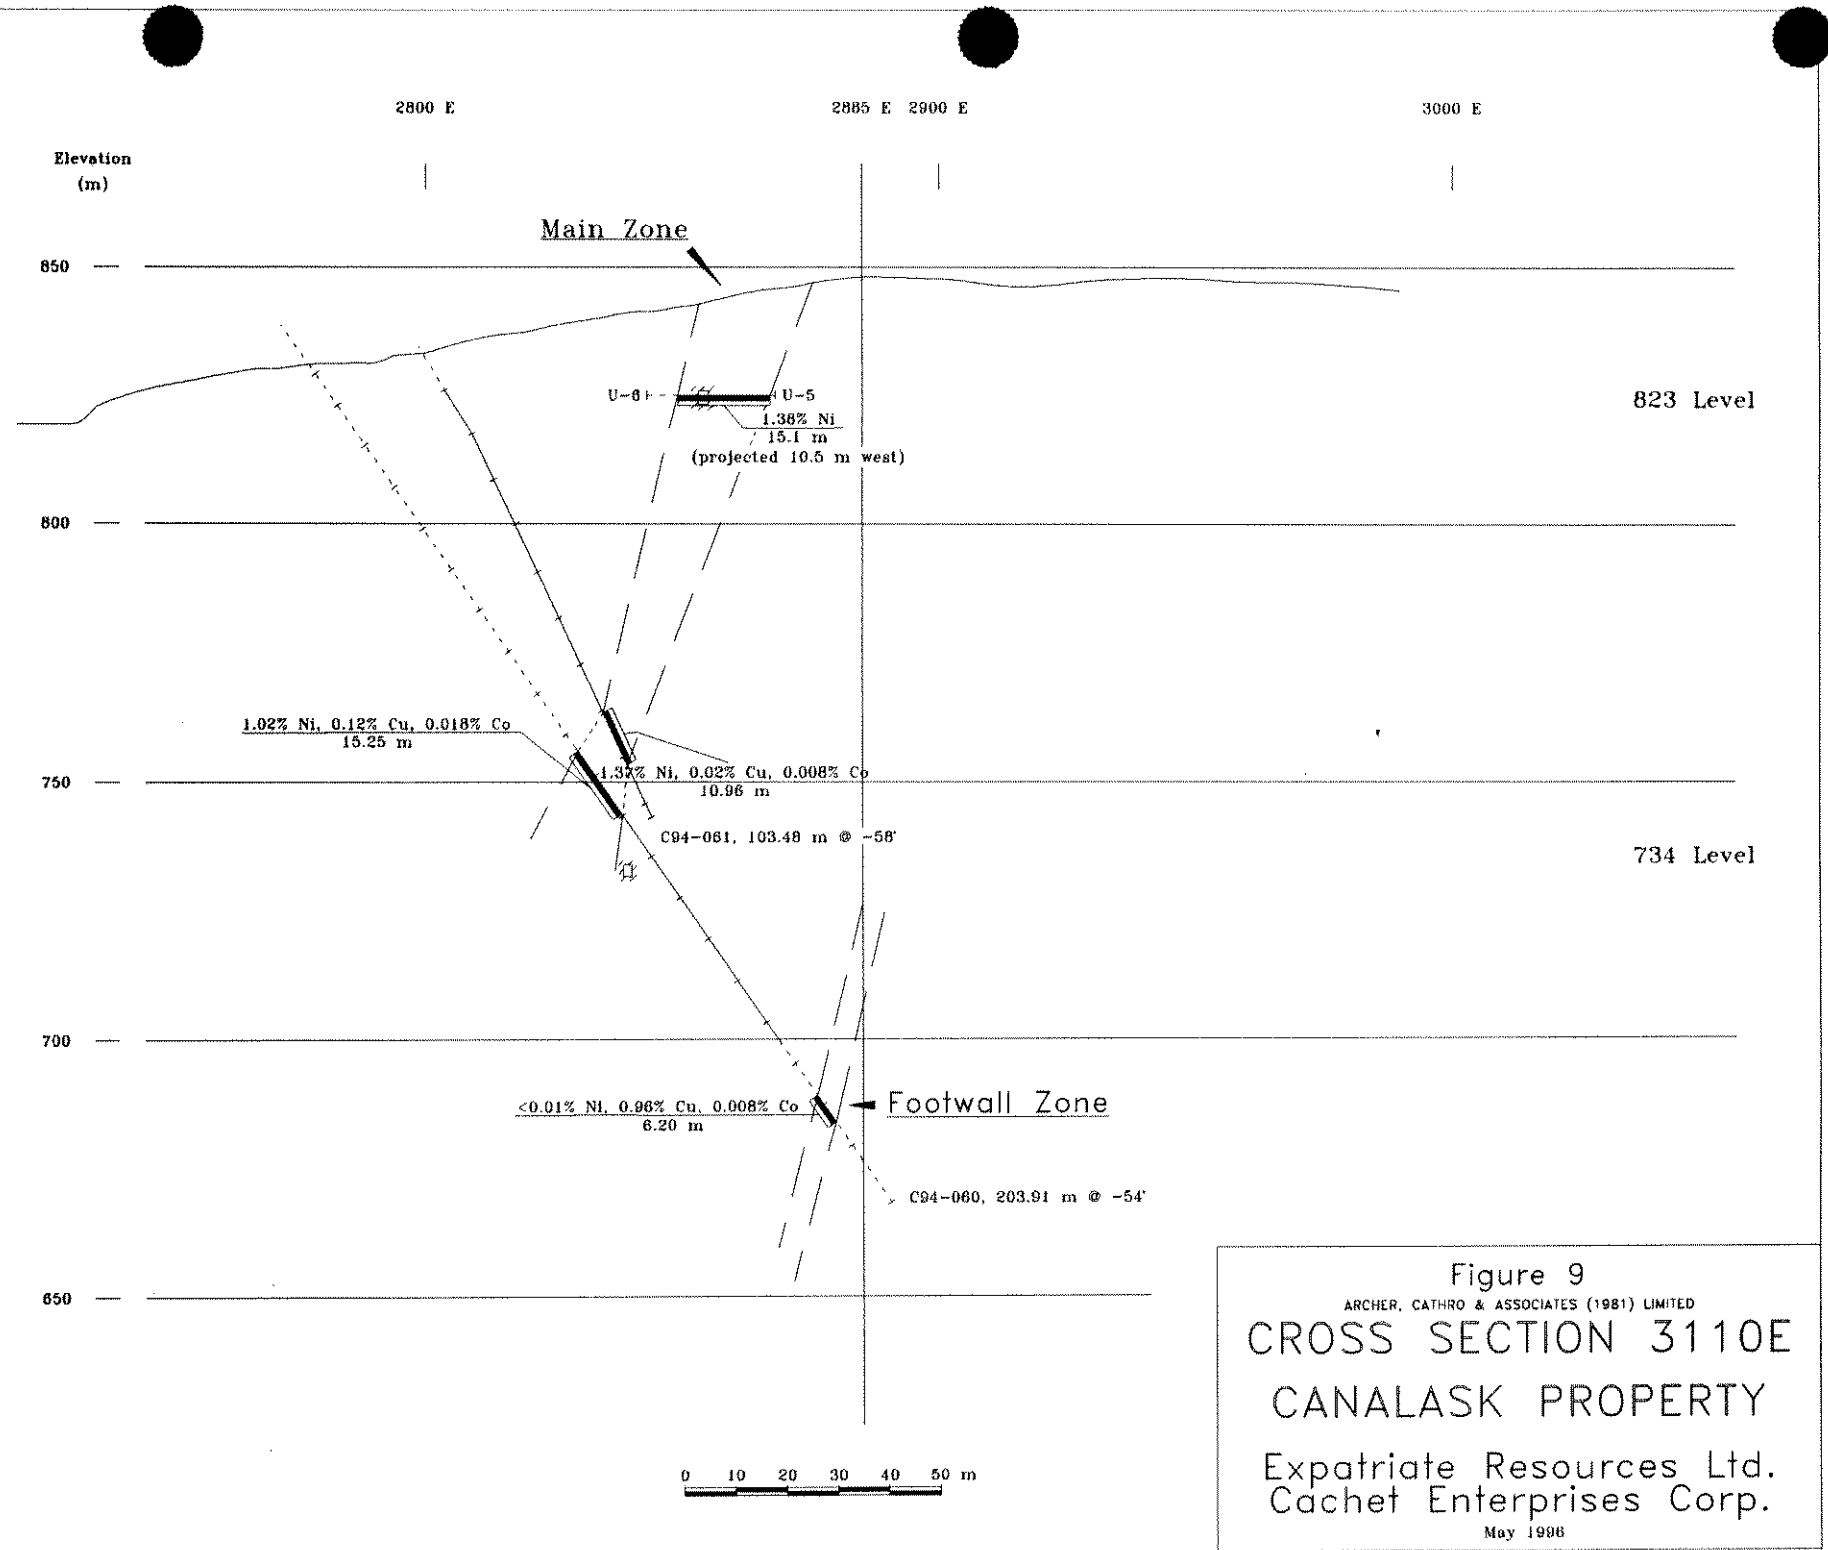 2800 E
2885 E 2900 E
3000 E
Elevation
(m)
Main Zone
850
U-6
U-5
823 Level
1.38% Ni
15.1 m
(projected 10.5 m west)
800
1.02% Ni, 0.12% Cu, 0.018% Co
15.25 m
750
1.37% Ni, 0.02% Cu, 0.008% Co
10.96 m
C94-061, 103.48 m @ -58°
734 Level
700
<0.01% Ni, 0.96% Cu, 0.008% Co
6.20 m
Footwall Zone
C94-060, 203.91 m @ -54°
650
0 10 20 30 40 50 m
Figure 9
ARCHER, CATHRO & ASSOCIATES (1981) LIMITED
CROSS SECTION 3110E
CANALASK PROPERTY
Expatriate Resources Ltd.
Cachet Enterprises Corp.
May 1996